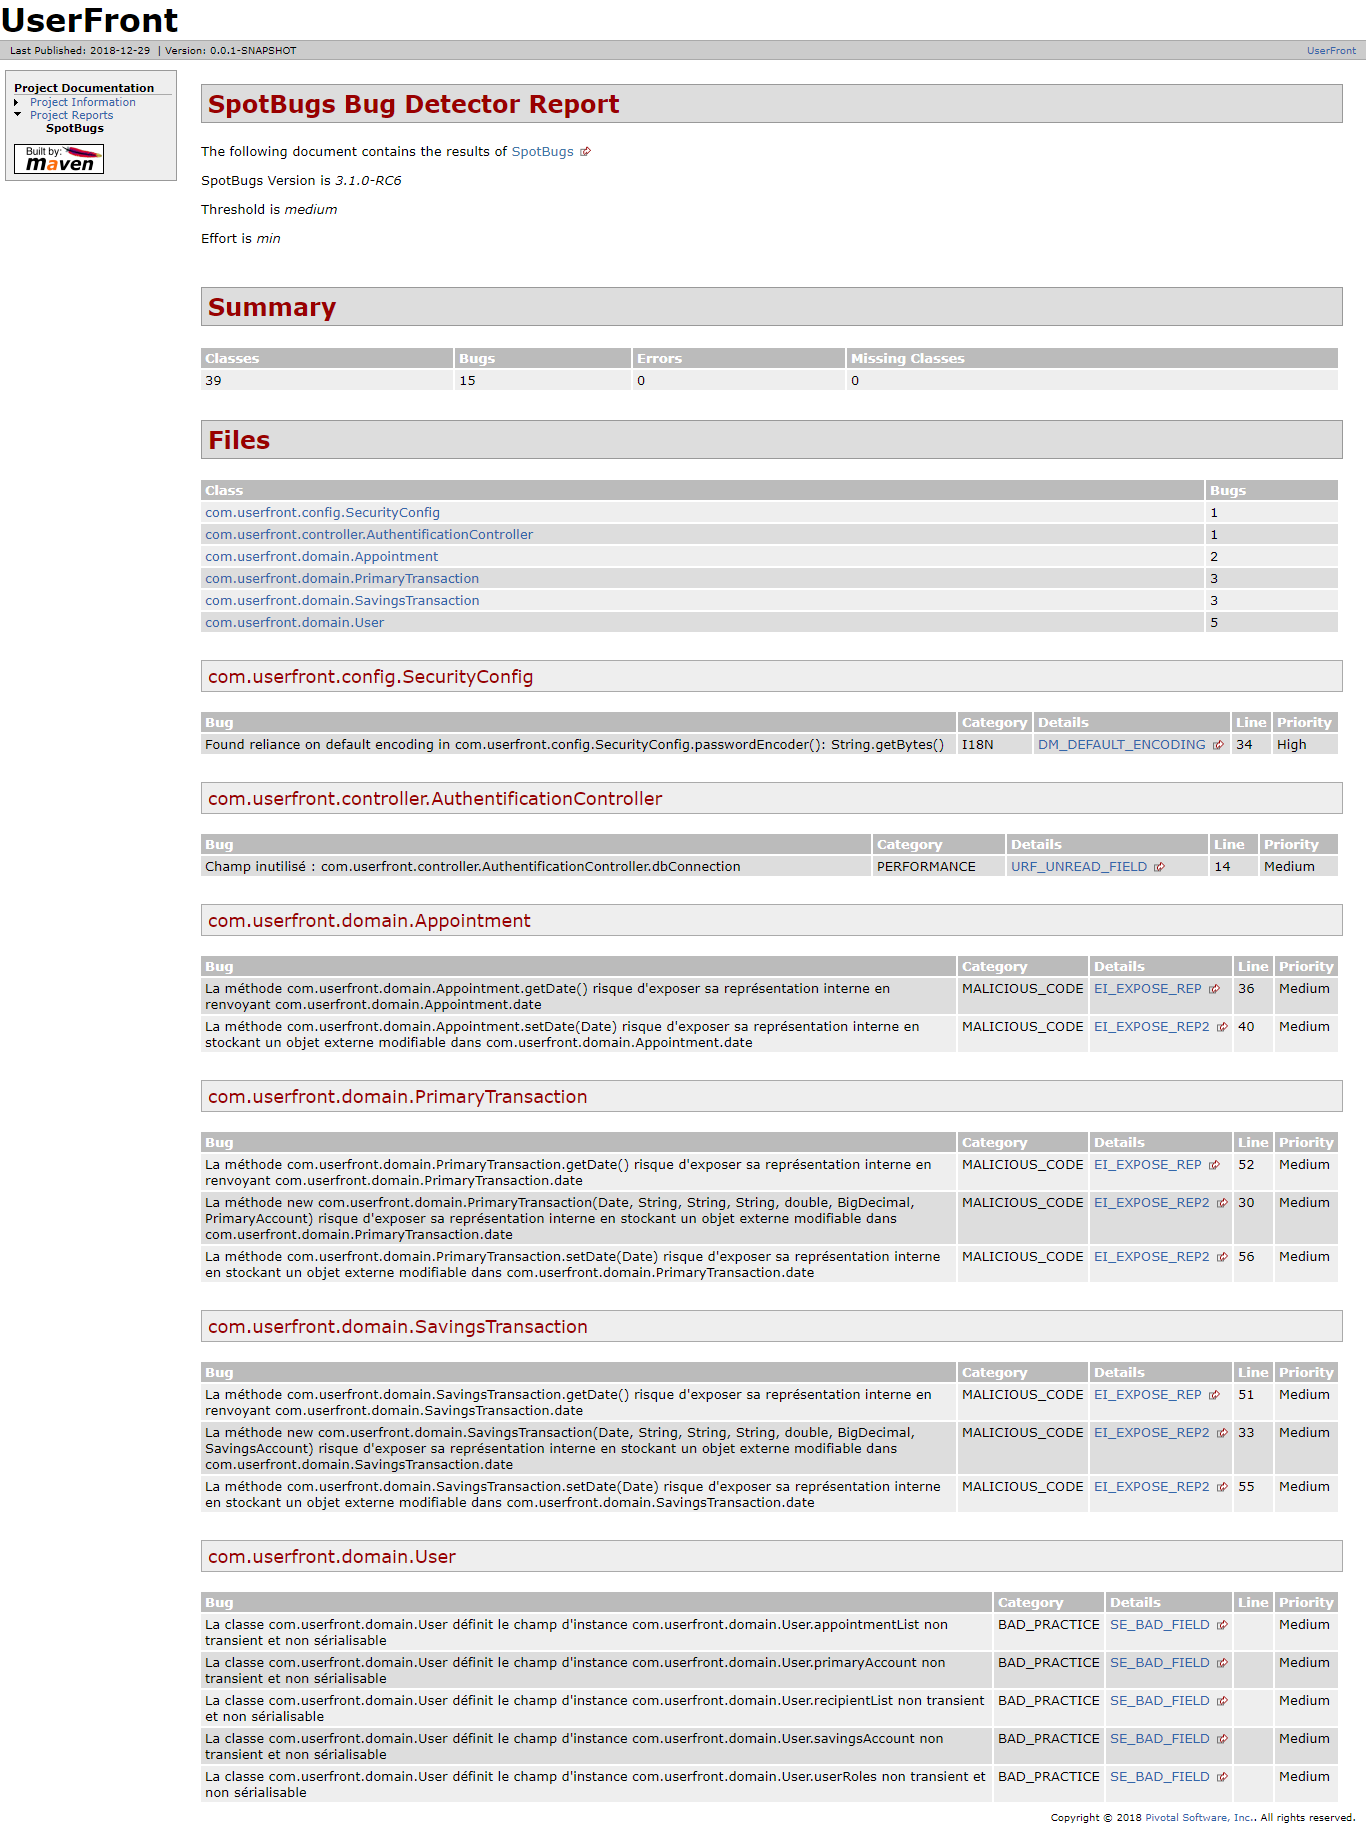 UserFront
Last Published: 2018-12-29 | Version: 0.0.1-SNAPSHOT UserFront
Project Documentation
Project Information
Project Reports
SpotBugs
Built by:
maven
SpotBugs Bug Detector Report
The following document contains the results of SpotBugs
SpotBugs Version is 3.1.0-RC6
Threshold is medium
Effort is min
Summary
Classes Bugs Errors Missing Classes
39 15 0 0
Files
Class Bugs
com.userfront.config.SecurityConfig 1
com.userfront.controller.AuthentificationController 1
com.userfront.domain.Appointment 2
com.userfront.domain.PrimaryTransaction 3
com.userfront.domain.SavingsTransaction 3
com.userfront.domain.User 5
com.userfront.config.SecurityConfig
Bug Category Details Line Priority
Found reliance on default encoding in com.userfront.config.SecurityConfig.passwordEncoder(): String.getBytes() I18N DM_DEFAULT_ENCODING 34 High
com.userfront.controller.AuthentificationController
Bug Category Details Line Priority
Champ inutilisé : com.userfront.controller.AuthentificationController.dbConnection PERFORMANCE URF_UNREAD_FIELD 14 Medium
com.userfront.domain.Appointment
Bug Category Details Line Priority
La méthode com.userfront.domain.Appointment.getDate() risque d'exposer sa représentation interne en MALICIOUS_CODE EI_EXPOSE_REP 36 Medium
renvoyant com.userfront.domain.Appointment.date
La méthode com.userfront.domain.Appointment.setDate(Date) risque d'exposer sa représentation interne en MALICIOUS_CODE EI_EXPOSE_REP2 40 Medium
stockant un objet externe modifiable dans com.userfront.domain.Appointment.date
com.userfront.domain.PrimaryTransaction
Bug Category Details Line Priority
La méthode com.userfront.domain.PrimaryTransaction.getDate() risque d'exposer sa représentation interne en MALICIOUS_CODE EI_EXPOSE_REP 52 Medium
renvoyant com.userfront.domain.PrimaryTransaction.date
La méthode new com.userfront.domain.PrimaryTransaction(Date, String, String, String, double, BigDecimal, MALICIOUS_CODE EI_EXPOSE_REP2 30 Medium
PrimaryAccount) risque d'exposer sa représentation interne en stockant un objet externe modifiable dans
com.userfront.domain.PrimaryTransaction.date
La méthode com.userfront.domain.PrimaryTransaction.setDate(Date) risque d'exposer sa représentation interne MALICIOUS_CODE EI_EXPOSE_REP2 56 Medium
en stockant un objet externe modifiable dans com.userfront.domain.PrimaryTransaction.date
com.userfront.domain.SavingsTransaction
Bug Category Details Line Priority
La méthode com.userfront.domain.SavingsTransaction.getDate() risque d'exposer sa représentation interne en MALICIOUS_CODE EI_EXPOSE_REP 51 Medium
renvoyant com.userfront.domain.SavingsTransaction.date
La méthode new com.userfront.domain.SavingsTransaction(Date, String, String, String, double, BigDecimal, MALICIOUS_CODE EI_EXPOSE_REP2 33 Medium
SavingsAccount) risque d'exposer sa représentation interne en stockant un objet externe modifiable dans
com.userfront.domain.SavingsTransaction.date
La méthode com.userfront.domain.SavingsTransaction.setDate(Date) risque d'exposer sa représentation interne MALICIOUS_CODE EI_EXPOSE_REP2 55 Medium
en stockant un objet externe modifiable dans com.userfront.domain.SavingsTransaction.date
com.userfront.domain.User
Bug Category Details Line Priority
La classe com.userfront.domain.User définit le champ d'instance com.userfront.domain.User.appointmentList non BAD_PRACTICE SE_BAD_FIELD Medium
transient et non sérialisable
La classe com.userfront.domain.User définit le champ d'instance com.userfront.domain.User.primaryAccount non BAD_PRACTICE SE_BAD_FIELD Medium
transient et non sérialisable
La classe com.userfront.domain.User définit le champ d'instance com.userfront.domain.User.recipientList non transient BAD_PRACTICE SE_BAD_FIELD Medium
et non sérialisable
La classe com.userfront.domain.User définit le champ d'instance com.userfront.domain.User.savingsAccount non BAD_PRACTICE SE_BAD_FIELD Medium
transient et non sérialisable
La classe com.userfront.domain.User définit le champ d'instance com.userfront.domain.User.userRoles non transient et BAD_PRACTICE SE_BAD_FIELD Medium
non sérialisable
Copyright © 2018 Pivotal Software, Inc.. All rights reserved.